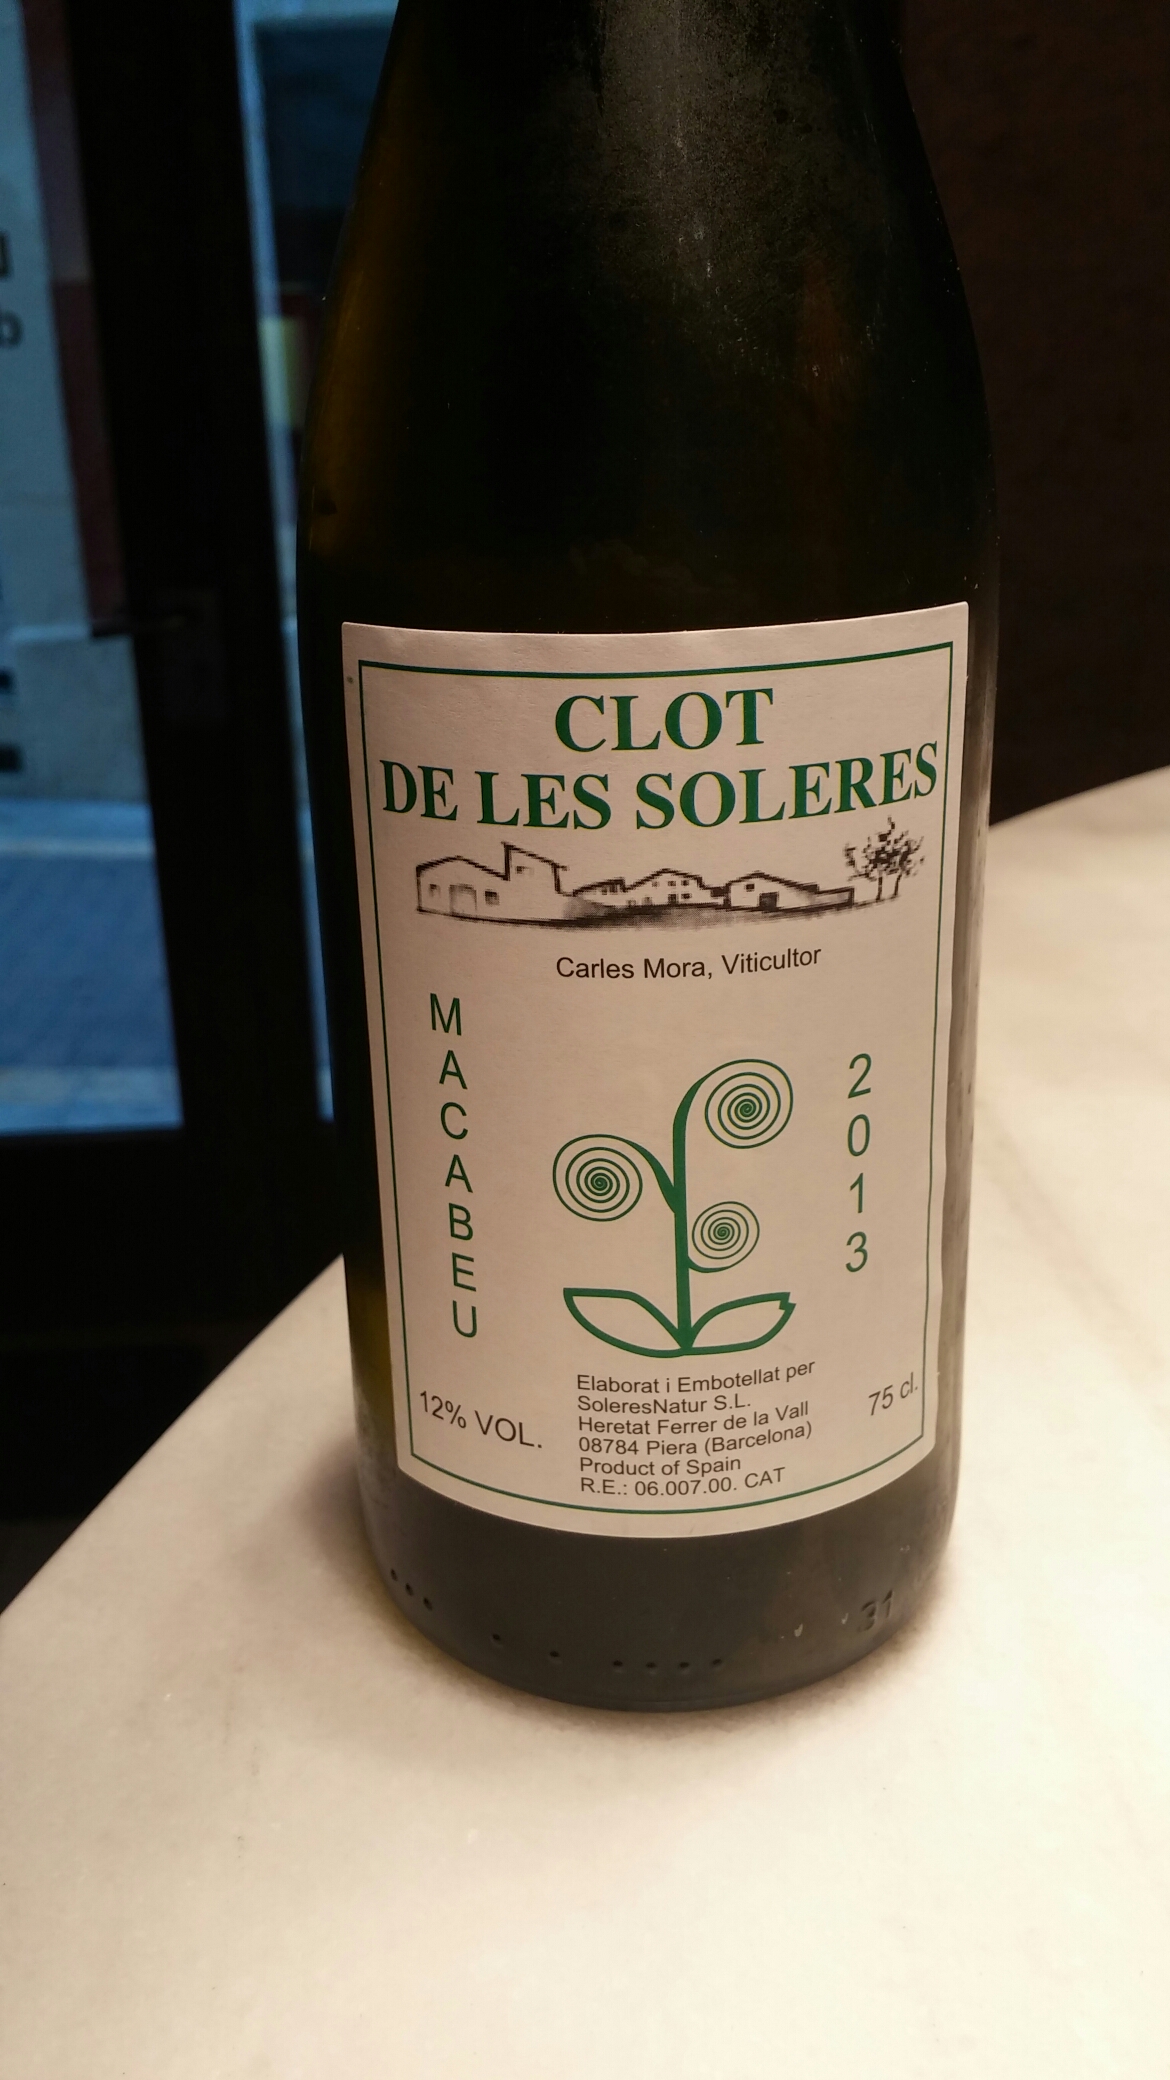 CLOT
DE LES SOLERES
Carles Mora, Viticultor
MACABEU
2013
12% VOL.
Elaborat i Embotellat per
SoleresNatur S.L.
Heretat Ferrer de la Vall
08784 Piera (Barcelona)
Product of Spain
R.E.: 06.007.00. CAT
75 cl.
31